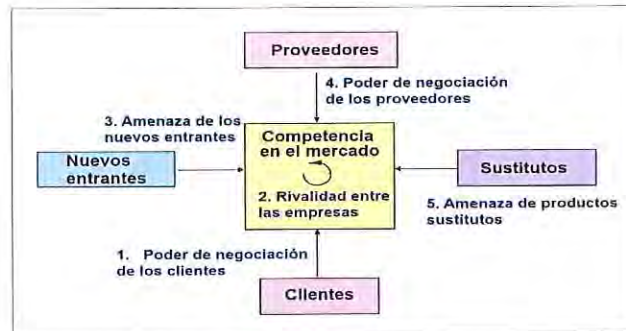 Proveedores
4. Poder de negociación
de los proveedores
3. Amenaza de los
nuevos entrantes
Competencia
en el mercado
Nuevos
entrantes
Sustitutos
2. Rivalidad entre
las empresas
5. Amenaza de productos
sustitutos
1. Poder de negociación
de los clientes
Clientes